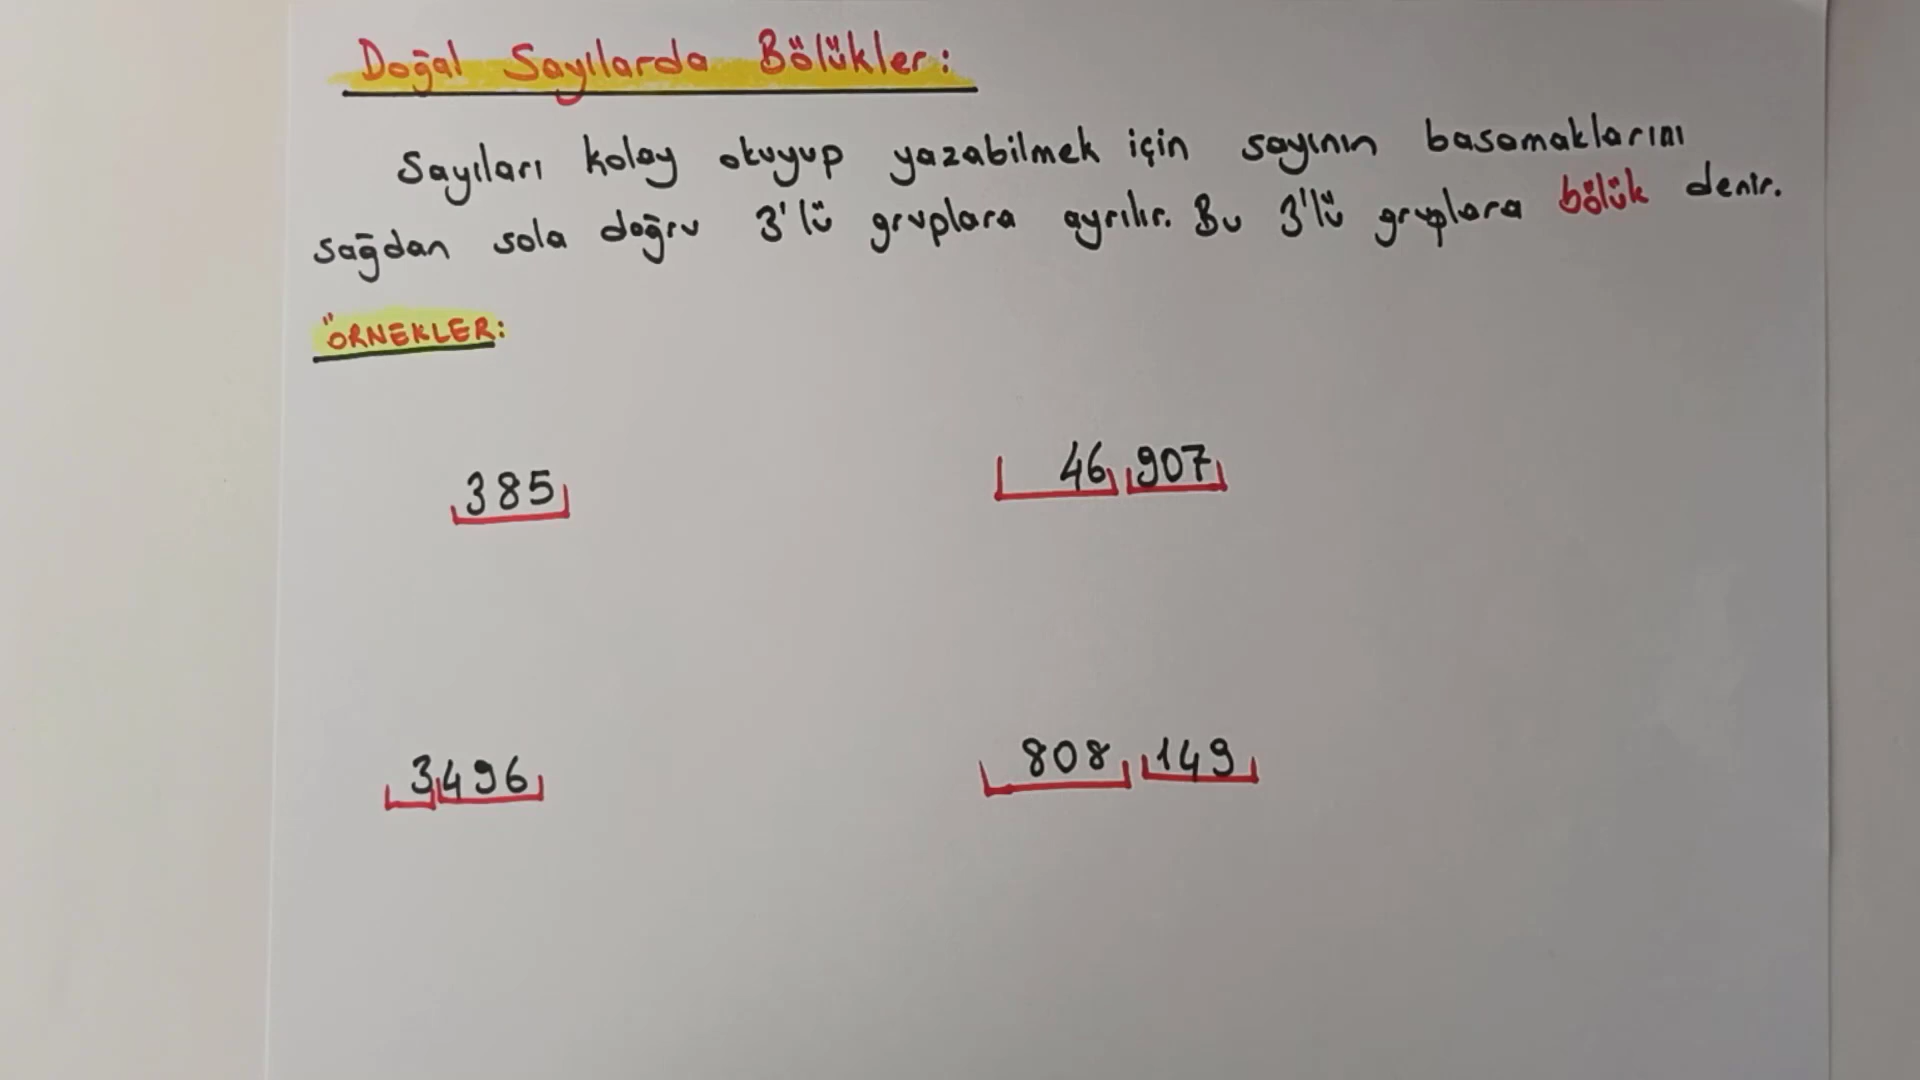 Doğal Sayılarda Bölükler:
Sayıları kolay okuyup yazabilmek için sayının basamaklarını
sağdan sola doğru 3'lü gruplara ayrılır. Bu 3'lü gruplara bölük denir.
ÖRNEKLER:
385
46 907
3496
808 149